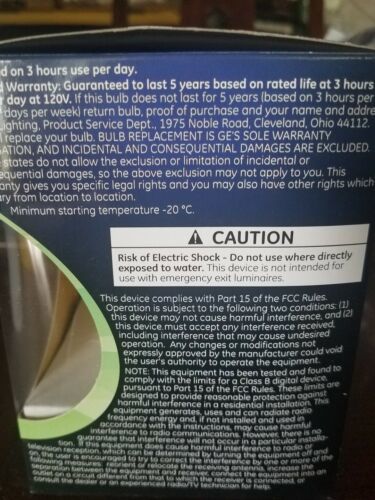 d on 3 hours use per day.
d Warranty: Guaranteed to last 5 years based on rated life at 3 hours
r day at 120V. If this bulb does not last for 5 years (based on 3 hours per
7 days per week) return bulb, proof of purchase and your name and addre
Lighting, Product Service Dept., 1975 Noble Road, Cleveland, Ohio 44112.
l replace your bulb. BULB REPLACEMENT IS GE'S SOLE WARRANTY
GATION, AND INCIDENTAL AND CONSEQUENTIAL DAMAGES ARE EXCLUDED.
e states do not allow the exclusion or limitation of incidental or
equential damages, so the above exclusion may not apply to you. This
ranty gives you specific legal rights and you may also have other rights which
ary from location to location.
Minimum starting temperature -20 °C.
CAUTION
Risk of Electric Shock - Do not use where directly
exposed to water. This device is not intended for
use with emergency exit luminaires.
This device complies with Part 15 of the FCC Rules.
Operation is subject to the following two conditions: (1)
this device may not cause harmful interference, and (2)
this device must accept any interference received,
including interference that may cause undesired
operation. Any changes or modifications not
expressly approved by the manufacturer could void
the user's authority to operate the equipment.
NOTE: This equipment has been tested and found to
comply with the limits for a Class B digital device,
pursuant to Part 15 of the FCC Rules. These limits are
designed to provide reasonable protection against
harmful interference in a residential installation. This
equipment generates, uses and can radiate radio
frequency energy and, if not installed and used in
accordance with the instructions, may cause harmful
interference to radio communications. However, there is no
guarantee that interference will not occur in a particular installa-
tion. If this equipment does cause harmful interference to radio or
television reception, which can be determined by turning the equipment off and
on, the user is encouraged to try to correct the interference by one or more of the
following measures: reorient or relocate the receiving antenna, increase the
separation between the equipment and receiver, connect the equipment into an
outlet on a circuit different from that to which the receiver is connected, or
consult the dealer or an experienced radio/TV technician for help.